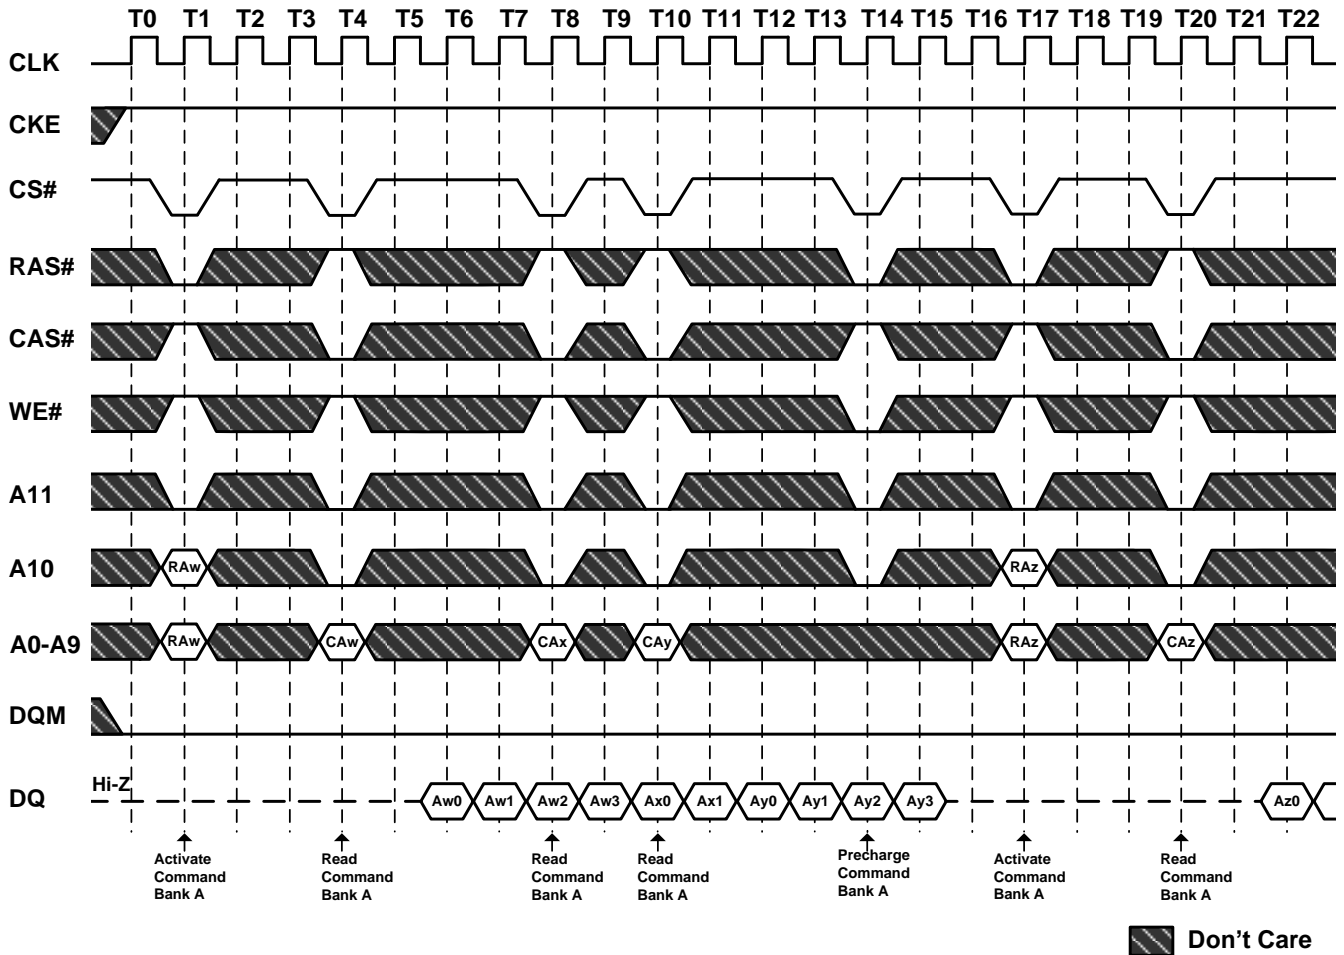 T0 T1 T2 T3 T4 T5 T6 T7 T8 T9 T10 T11 T12 T13 T14 T15 T16 T17 T18 T19 T20 T21 T22
CLK
CKE
CS#
RAS#
CAS#
WE#
A11
A10 RAw RAz
A0-A9 RAw CAw CAx CAy RAz CAz
DQM
Hi-Z
DQ Aw0 Aw1 Aw2 Aw3 Ax0 Ax1 Ay0 Ay1 Ay2 Ay3 Az0
Activate Command Bank A
Read Command Bank A
Read Command Bank A
Read Command Bank A
Precharge Command Bank A
Activate Command Bank A
Read Command Bank A
Don't Care